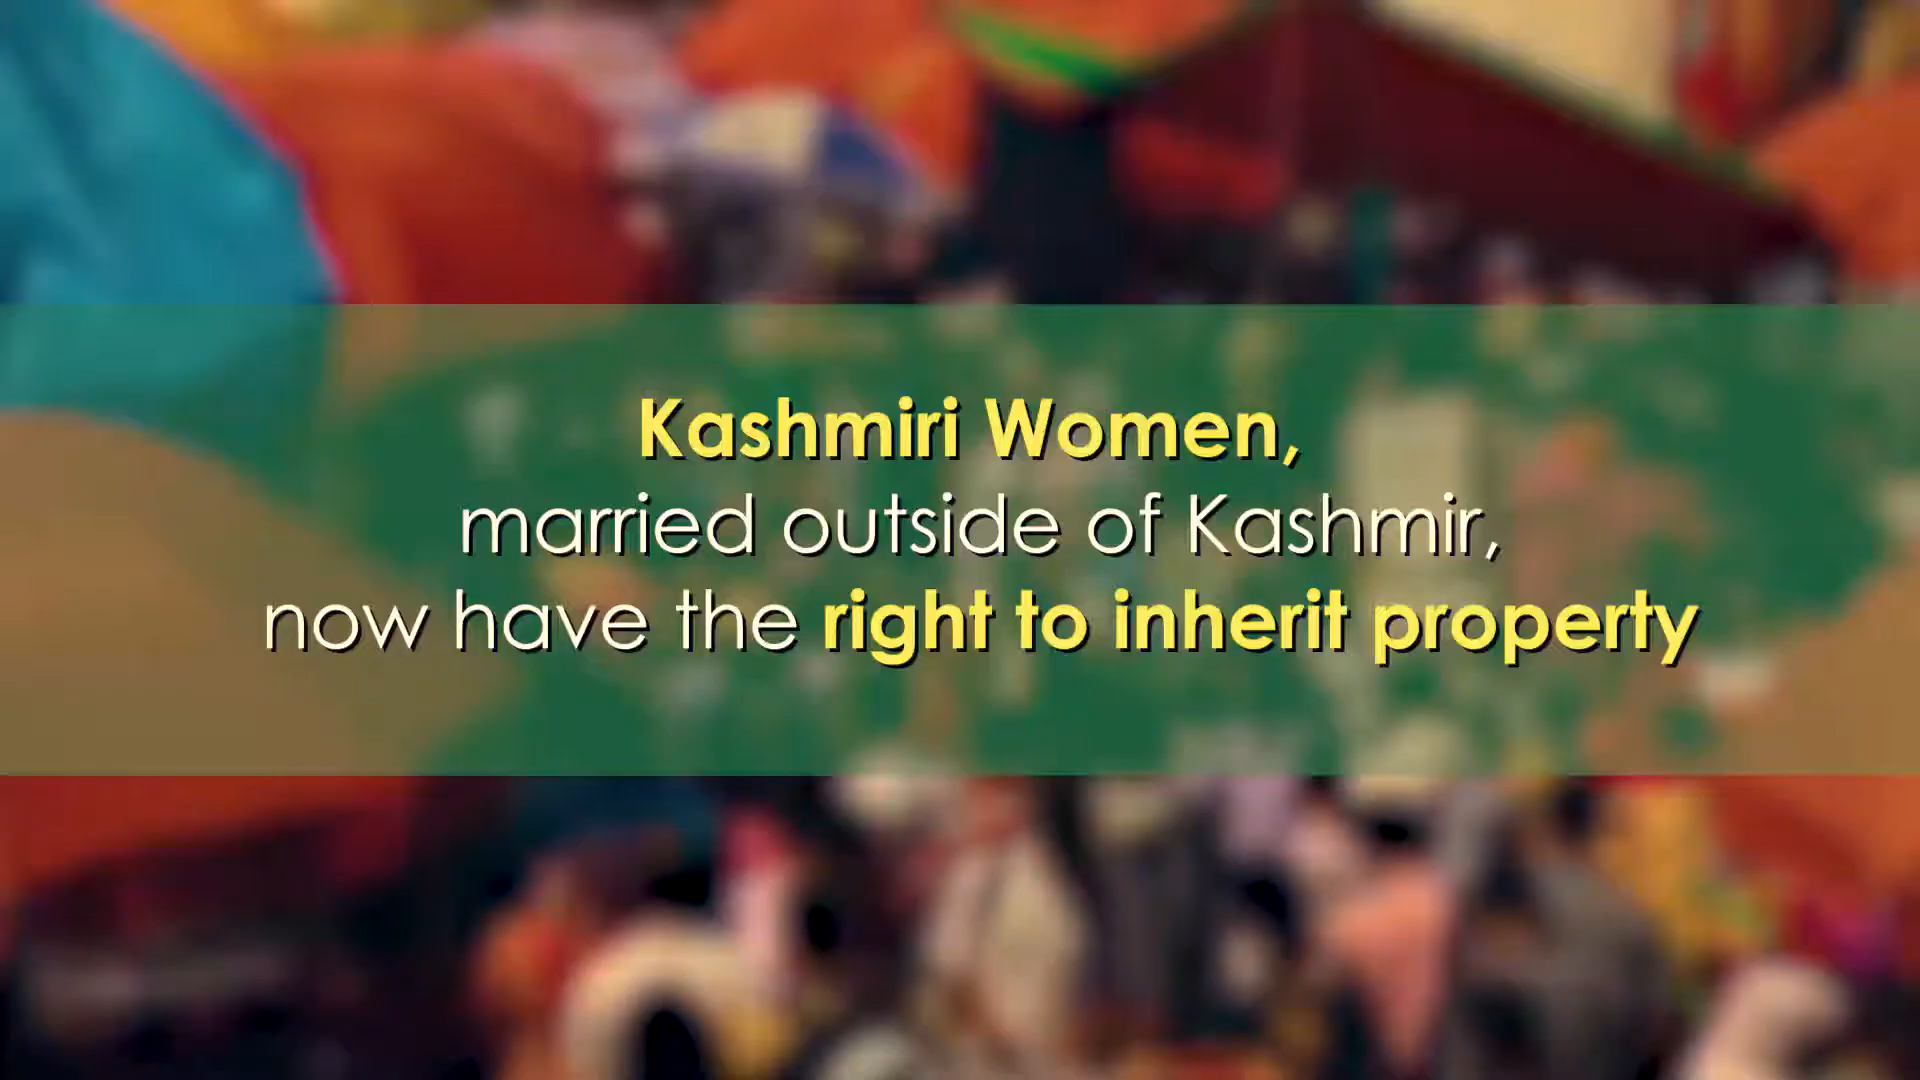 Kashmiri Women,
married outside of Kashmir,
now have the right to inherit property